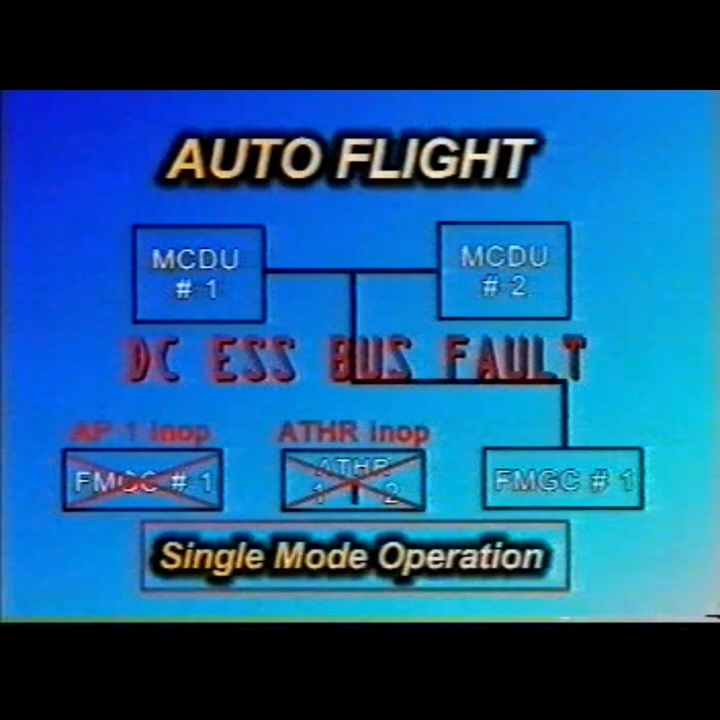 AUTO FLIGHT
MCDU
# 1
MCDU
# 2
DC ESS BUS FAULT
AP 1 inop
ATHR inop
FMGC # 1
ATHR
1 2
FMGC # 1
Single Mode Operation